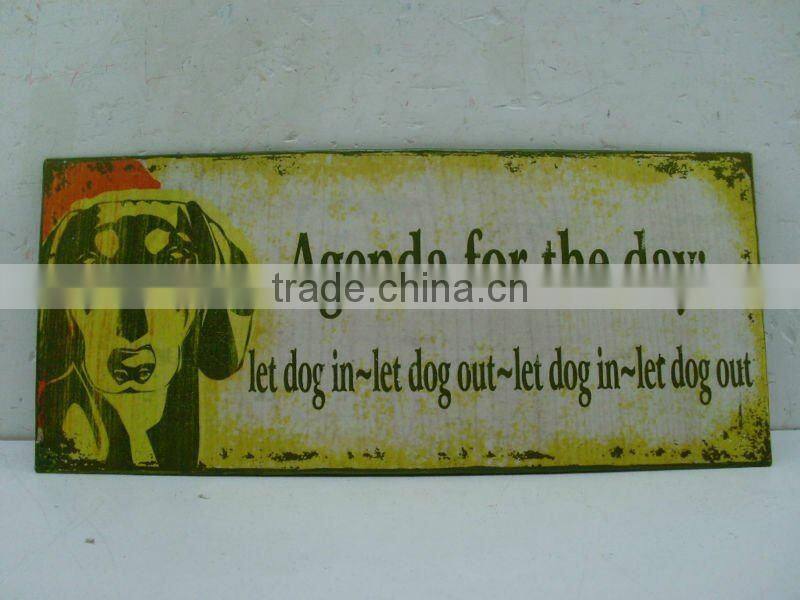 Agenda for the day:
trade.china.cn
let dog in~let dog out~let dog in~let dog out